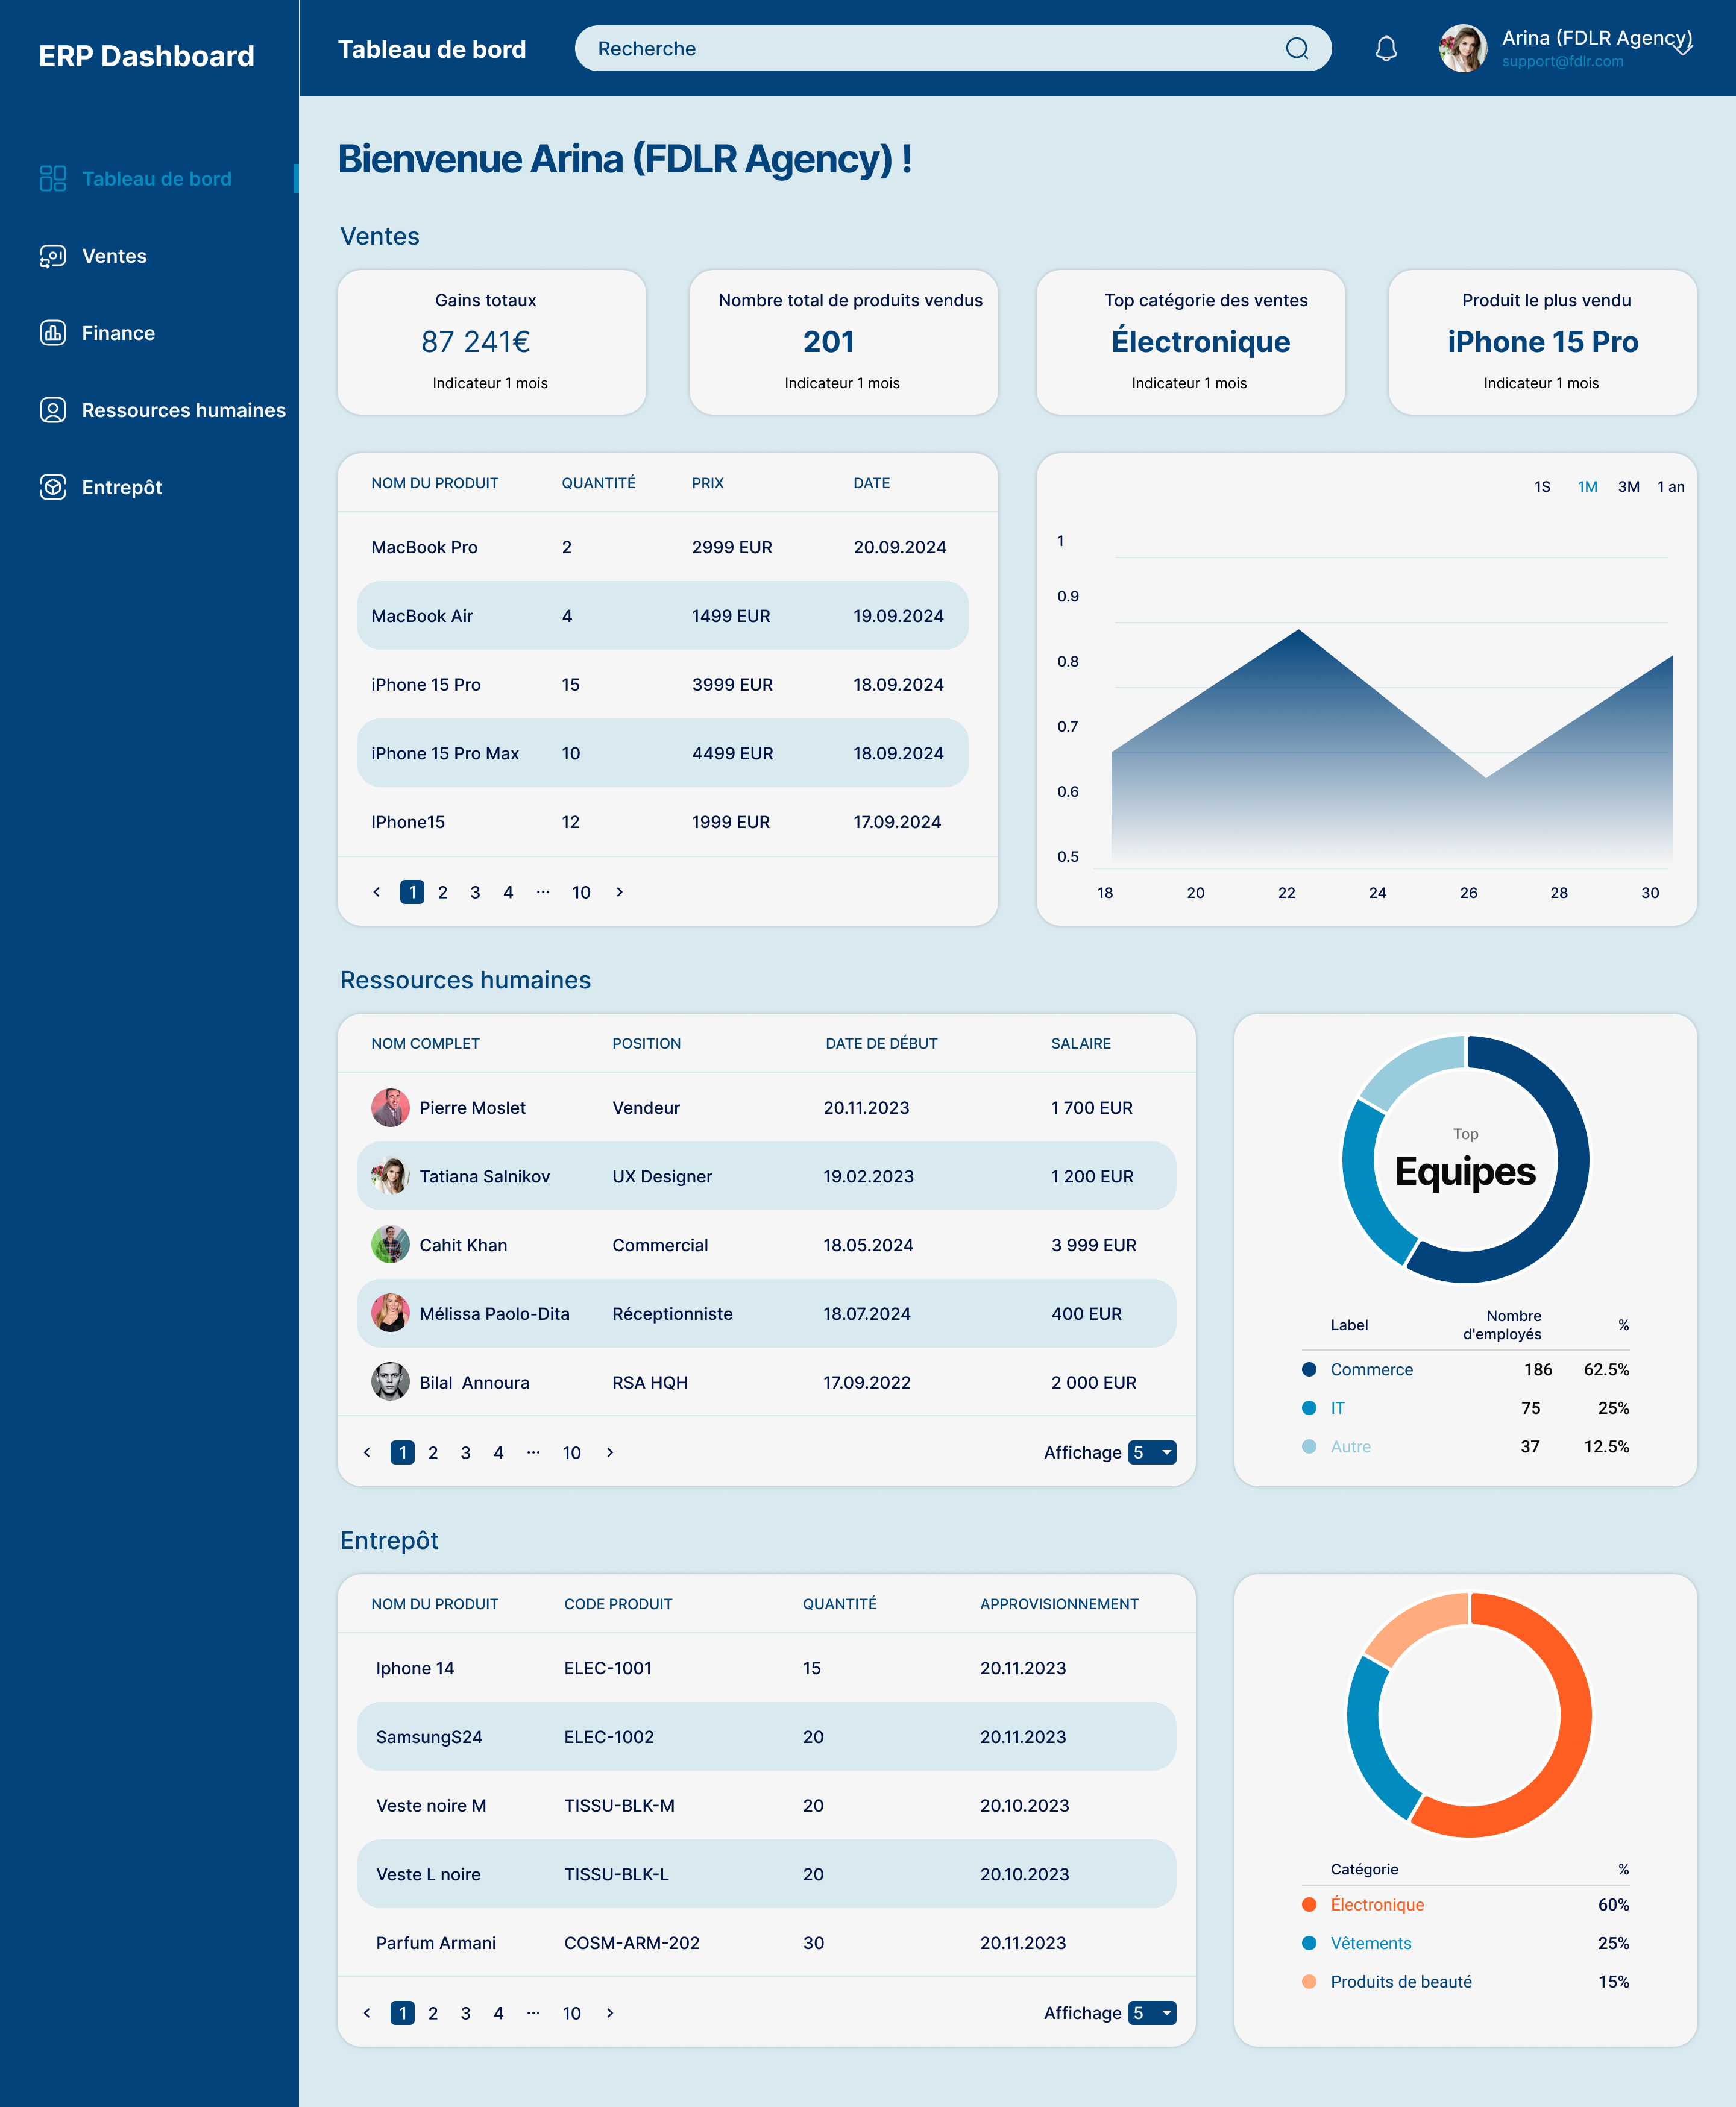 ERP Dashboard
Tableau de bord
Ventes
Finance
Ressources humaines
Entrepôt
Tableau de bord
Recherche
Arina (FDLR Agency)
support@fdlr.com
Bienvenue Arina (FDLR Agency) !
Ventes
Gains totaux
87 241€
Indicateur 1 mois
Nombre total de produits vendus
201
Indicateur 1 mois
Top catégorie des ventes
Électronique
Indicateur 1 mois
Produit le plus vendu
iPhone 15 Pro
Indicateur 1 mois
NOM DU PRODUIT QUANTITÉ PRIX DATE
MacBook Pro 2 2999 EUR 20.09.2024
MacBook Air 4 1499 EUR 19.09.2024
iPhone 15 Pro 15 3999 EUR 18.09.2024
iPhone 15 Pro Max 10 4499 EUR 18.09.2024
IPhone15 12 1999 EUR 17.09.2024
< 1 2 3 4 ... 10 >
1S 1M 3M 1 an
1
0.9
0.8
0.7
0.6
0.5
18 20 22 24 26 28 30
Ressources humaines
NOM COMPLET POSITION DATE DE DÉBUT SALAIRE
Pierre Moslet Vendeur 20.11.2023 1 700 EUR
Tatiana Salnikov UX Designer 19.02.2023 1 200 EUR
Cahit Khan Commercial 18.05.2024 3 999 EUR
Mélissa Paolo-Dita Réceptionniste 18.07.2024 400 EUR
Bilal Annoura RSA HQH 17.09.2022 2 000 EUR
< 1 2 3 4 ... 10 > Affichage 5
Top
Equipes
Label Nombre d'employés %
Commerce 186 62.5%
IT 75 25%
Autre 37 12.5%
Entrepôt
NOM DU PRODUIT CODE PRODUIT QUANTITÉ APPROVISIONNEMENT
Iphone 14 ELEC-1001 15 20.11.2023
SamsungS24 ELEC-1002 20 20.11.2023
Veste noire M TISSU-BLK-M 20 20.10.2023
Veste L noire TISSU-BLK-L 20 20.10.2023
Parfum Armani COSM-ARM-202 30 20.11.2023
< 1 2 3 4 ... 10 > Affichage 5
Catégorie %
Électronique 60%
Vêtements 25%
Produits de beauté 15%